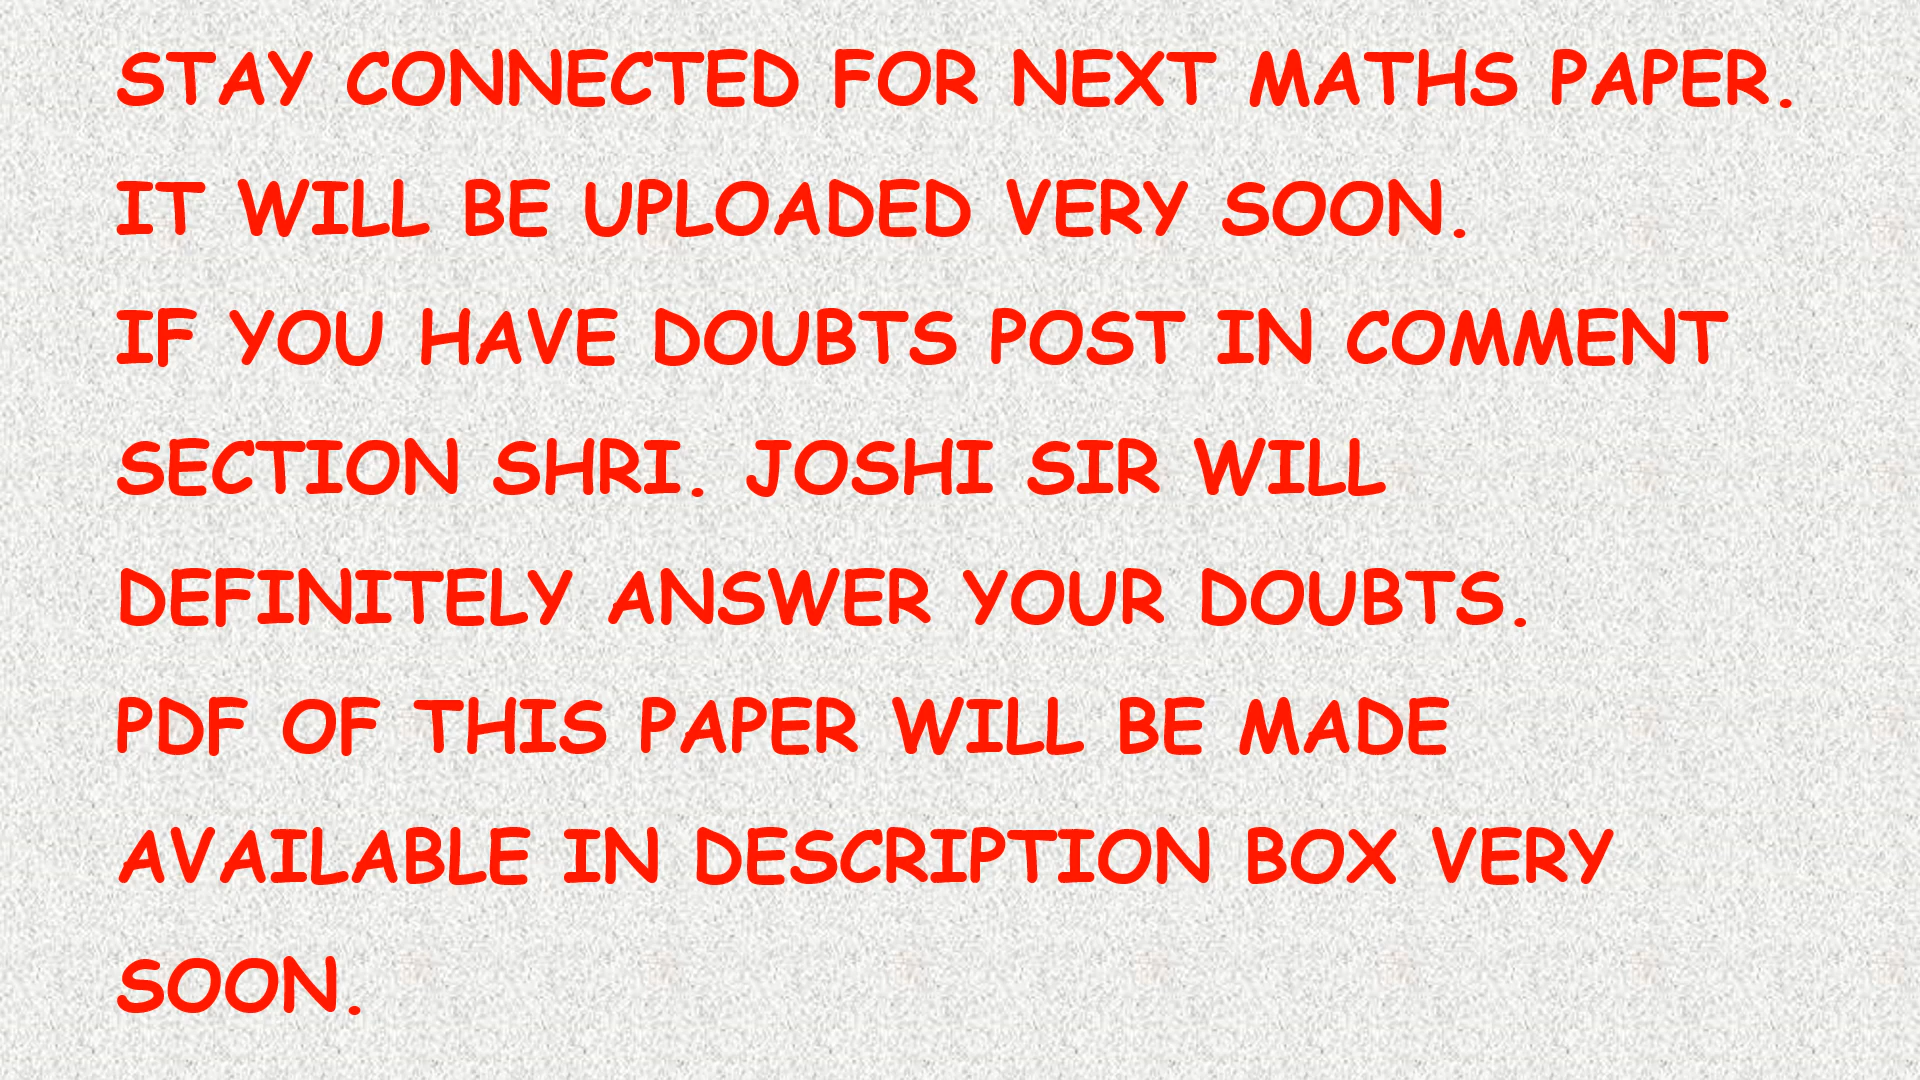 STAY CONNECTED FOR NEXT MATHS PAPER.
IT WILL BE UPLOADED VERY SOON.
IF YOU HAVE DOUBTS POST IN COMMENT
SECTION SHRI. JOSHI SIR WILL
DEFINITELY ANSWER YOUR DOUBTS.
PDF OF THIS PAPER WILL BE MADE
AVAILABLE IN DESCRIPTION BOX VERY
SOON.